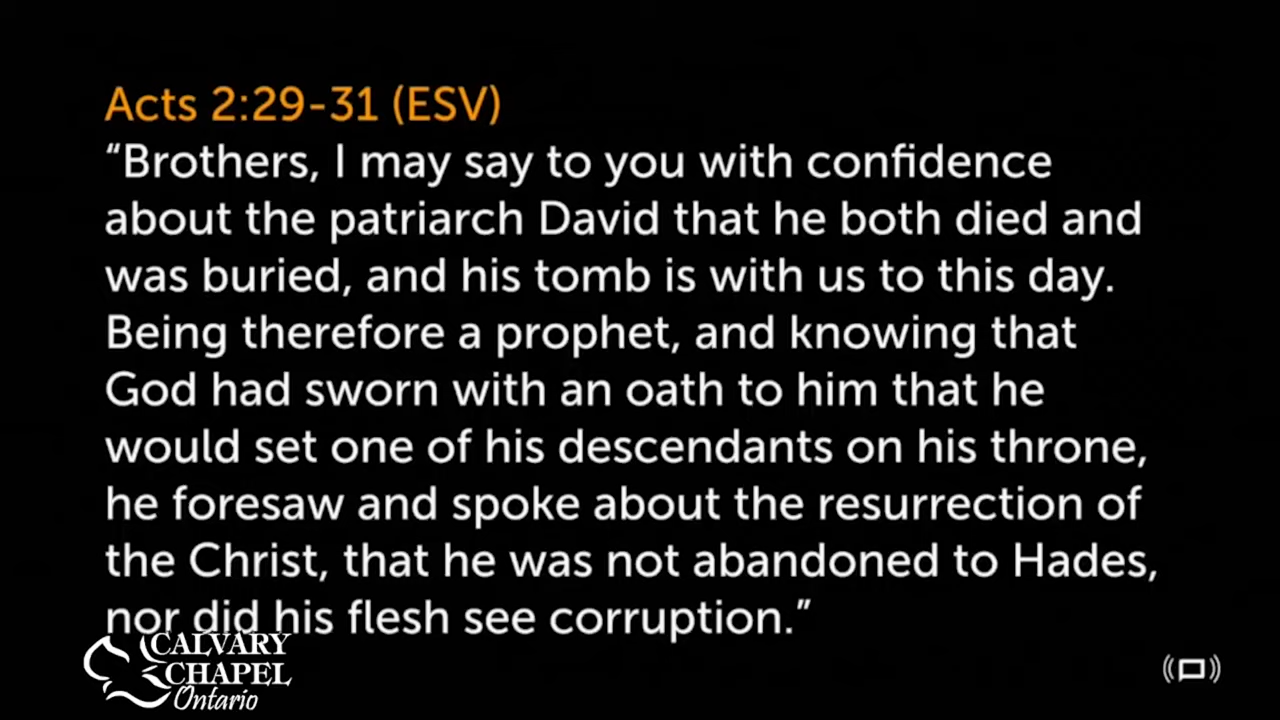 Acts 2:29-31 (ESV)
“Brothers, I may say to you with confidence
about the patriarch David that he both died and
was buried, and his tomb is with us to this day.
Being therefore a prophet, and knowing that
God had sworn with an oath to him that he
would set one of his descendants on his throne,
he foresaw and spoke about the resurrection of
the Christ, that he was not abandoned to Hades,
nor did his flesh see corruption.”
CALVARY
CHAPEL
Ontario